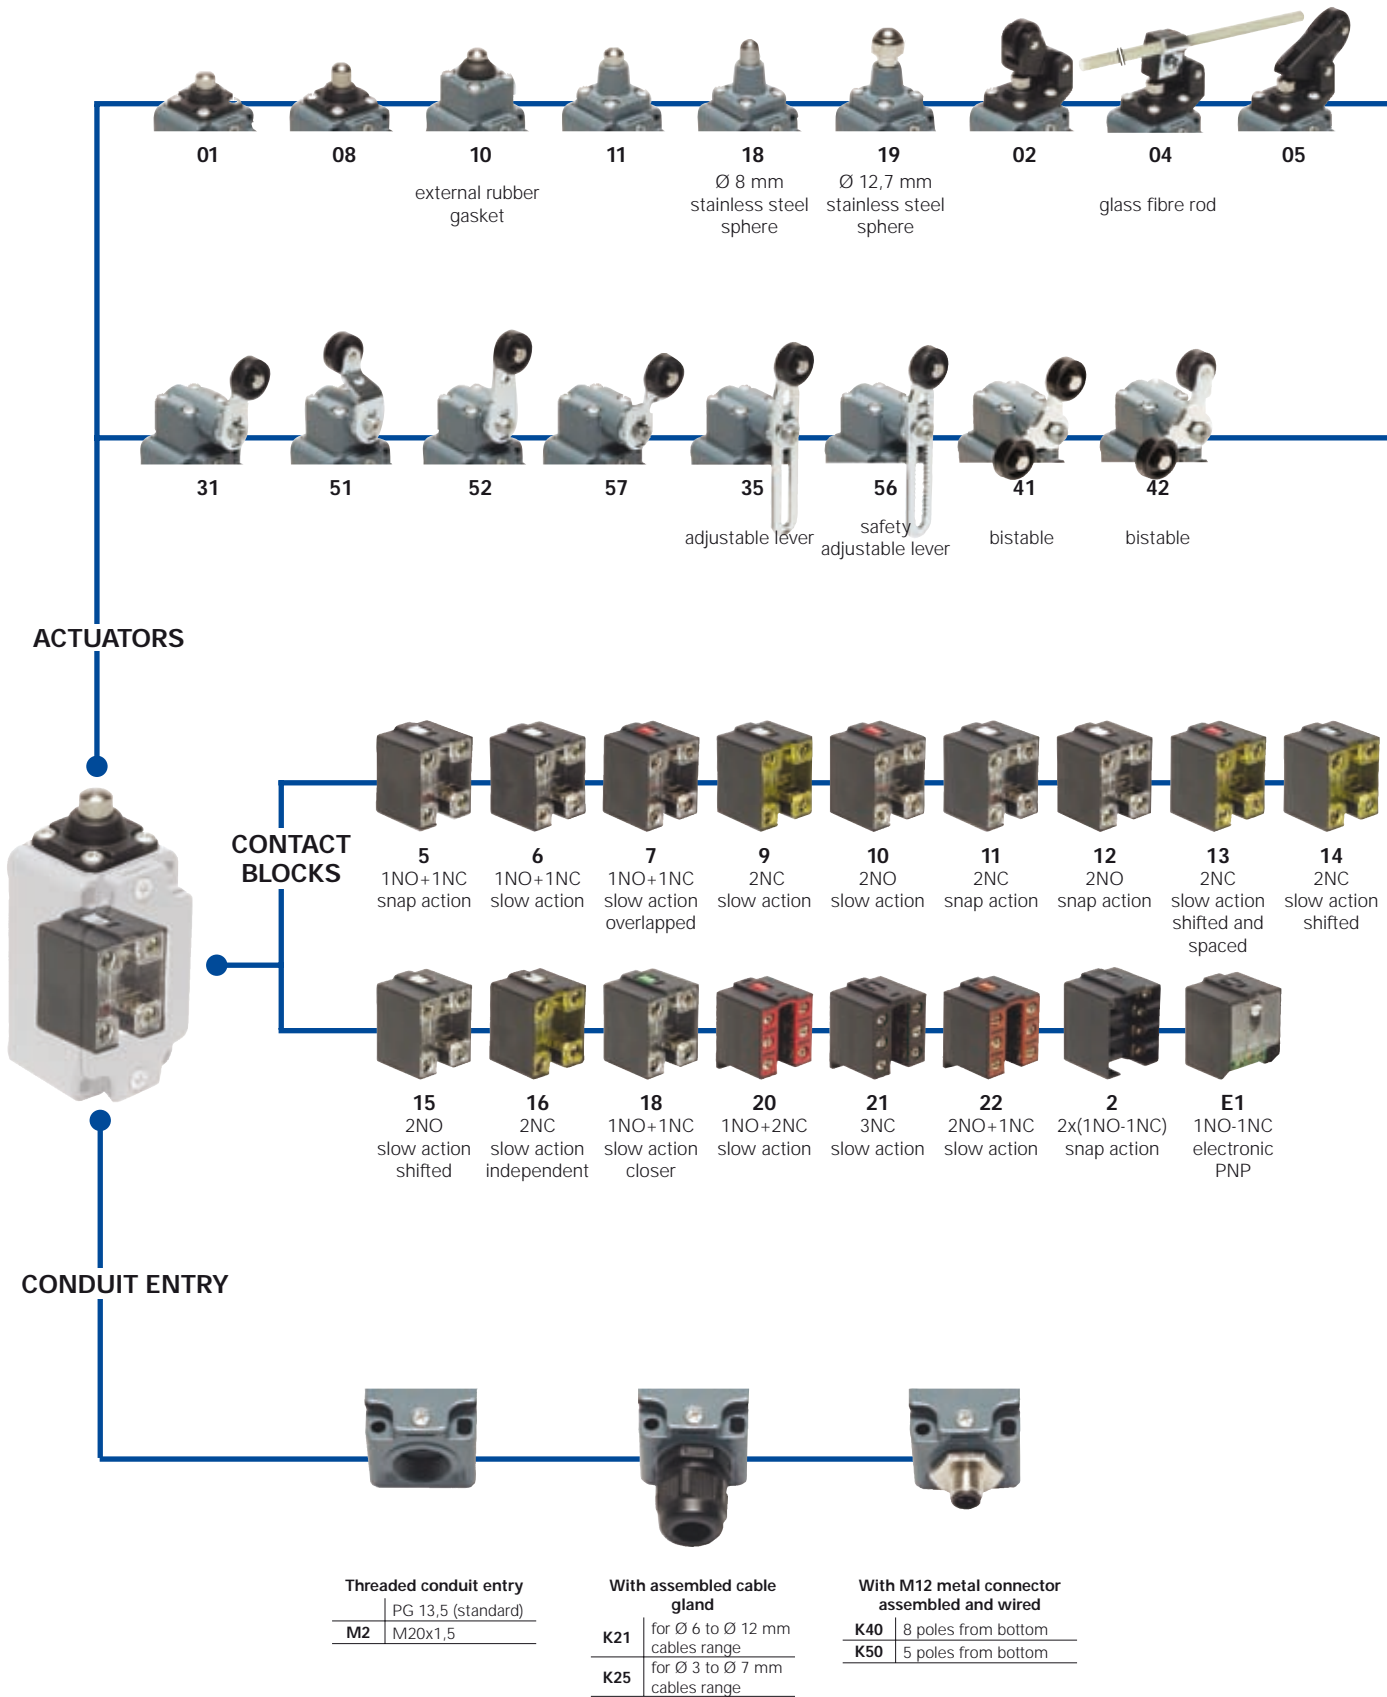 01 08 10 11 18 19 02 04 05
external rubber
gasket
Ø 8 mm
stainless steel
sphere
Ø 12,7 mm
stainless steel
sphere
glass fibre rod
31 51 52 57 35 56 41 42
adjustable lever
safety
adjustable lever
bistable
bistable
ACTUATORS
CONTACT
BLOCKS
5
1NO+1NC
snap action
6
1NO+1NC
slow action
7
1NO+1NC
slow action
overlapped
9
2NC
slow action
10
2NO
slow action
11
2NC
snap action
12
2NO
snap action
13
2NC
slow action
shifted and
spaced
14
2NC
slow action
shifted
15
2NO
slow action
shifted
16
2NC
slow action
independent
18
1NO+1NC
slow action
closer
20
1NO+2NC
slow action
21
3NC
slow action
22
2NO+1NC
slow action
2
2x(1NO-1NC)
snap action
E1
1NO-1NC
electronic
PNP
CONDUIT ENTRY
Threaded conduit entry
PG 13,5 (standard)
M2 M20x1,5
With assembled cable
gland
K21 for Ø 6 to Ø 12 mm
cables range
K25 for Ø 3 to Ø 7 mm
cables range
With M12 metal connector
assembled and wired
K40 8 poles from bottom
K50 5 poles from bottom